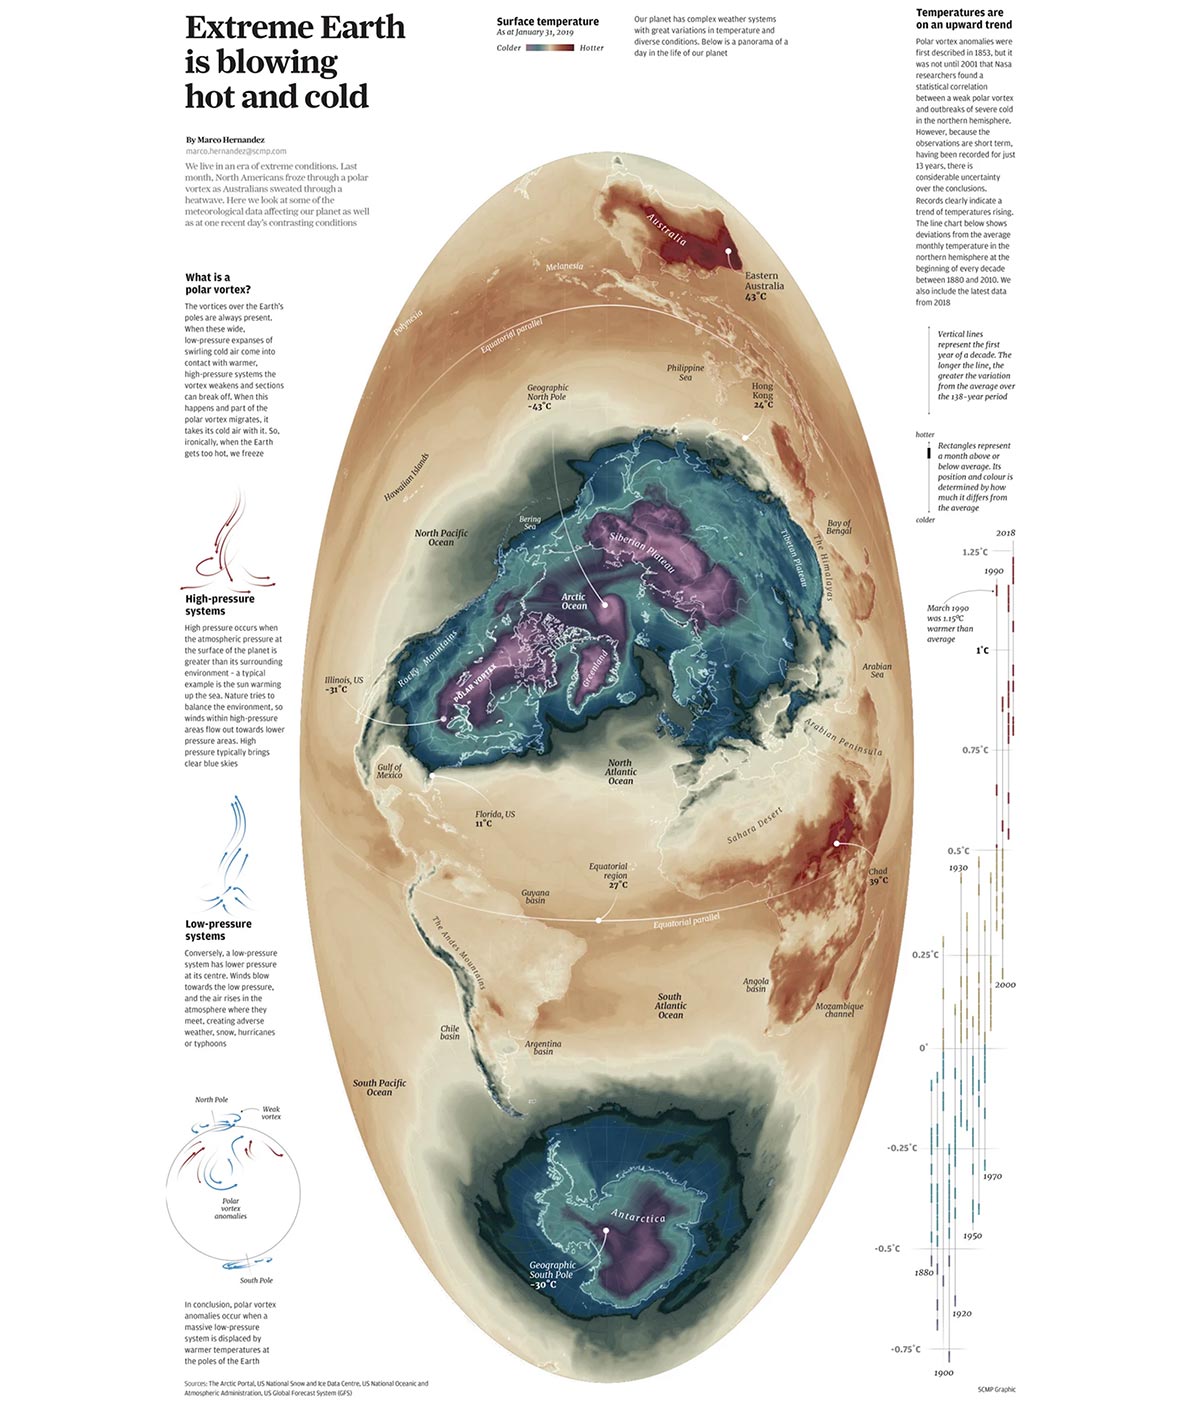 Extreme Earth
is blowing
hot and cold
By Marco Hernandez
marco.hernandez@scmp.com
We live in an era of extreme conditions. Last
month, North Americans froze through a polar
vortex as Australians sweated through a
heatwave. Here we look at some of the
meteorological data affecting our planet as well
as at one recent day's contrasting conditions
Surface temperature
As at January 31, 2019
Colder
Hotter
Our planet has complex weather systems
with great variations in temperature and
diverse conditions. Below is a panorama of a
day in the life of our planet
Temperatures are
on an upward trend
Polar vortex anomalies were
first described in 1853, but it
was not until 2001 that Nasa
researchers found a
statistical correlation
between a weak polar vortex
and outbreaks of severe cold
in the northern hemisphere.
However, because the
observations are short term,
having been recorded for just
13 years, there is
considerable uncertainty
over the conclusions.
Records clearly indicate a
trend of temperatures rising.
The line chart below shows
deviations from the average
monthly temperature in the
northern hemisphere at the
beginning of every decade
between 1880 and 2010. We
also include the latest data
from 2018
Vertical lines
represent the first
year of a decade. The
longer the line, the
greater the variation
from the average over
the 138-year period
hotter
Rectangles represent
a month above or
below average. Its
position and colour is
determined by how
much it differs from
the average
colder
2018
1.25°C
1990
March 1990
was 1.15°C
warmer than
average
1°C
0.75°C
0.5°C
1930
0.25°C
2000
0°
-0.25°C
1970
1950
-0.5°C
1880
1920
-0.75°C
1900
What is a
polar vortex?
The vortices over the Earth's
poles are always present.
When these wide,
low-pressure expanses of
swirling cold air come into
contact with warmer,
high-pressure systems the
vortex weakens and sections
can break off. When this
happens and part of the
polar vortex migrates, it
takes its cold air with it. So,
ironically, when the Earth
gets too hot, we freeze
High-pressure
systems
High pressure occurs when
the atmospheric pressure at
the surface of the planet is
greater than its surrounding
environment – a typical
example is the sun warming
up the sea. Nature tries to
balance the environment, so
winds within high-pressure
areas flow out towards lower
pressure areas. High
pressure typically brings
clear blue skies
Low-pressure
systems
Conversely, a low-pressure
system has lower pressure
at its centre. Winds blow
towards the low pressure,
and the air rises in the
atmosphere where they
meet, creating adverse
weather, snow, hurricanes
or typhoons
North Pole
Weak
vortex
Polar
vortex
anomalies
South Pole
In conclusion, polar vortex
anomalies occur when a
massive low-pressure
system is displaced by
warmer temperatures at
the poles of the Earth
Australia
Eastern
Australia
43°C
Melanesia
Polynesia
Equatorial parallel
Philippine
Sea
Geographic
North Pole
-43°C
Hong
Kong
24°C
Hawaiian Islands
North Pacific
Ocean
Bering
Sea
Siberian Plateau
Tibetan Plateau
The Himalayas
Bay of
Bengal
Arctic
Ocean
Rocky Mountains
POLAR VORTEX
Greenland
Illinois, US
-31°C
Arabian
Sea
Arabian Peninsula
Gulf of
Mexico
North
Atlantic
Ocean
Florida, US
11°C
Sahara Desert
Equatorial
region
27°C
Chad
39°C
Guyana
basin
Equatorial parallel
The Andes Mountains
Angola
basin
South
Atlantic
Ocean
Mozambique
channel
Chile
basin
Argentina
basin
South Pacific
Ocean
Antarctica
Geographic
South Pole
-30°C
Sources: The Arctic Portal, US National Snow and Ice Data Centre, US National Oceanic and
Atmospheric Administration, US Global Forecast System (GFS)
SCMP Graphic